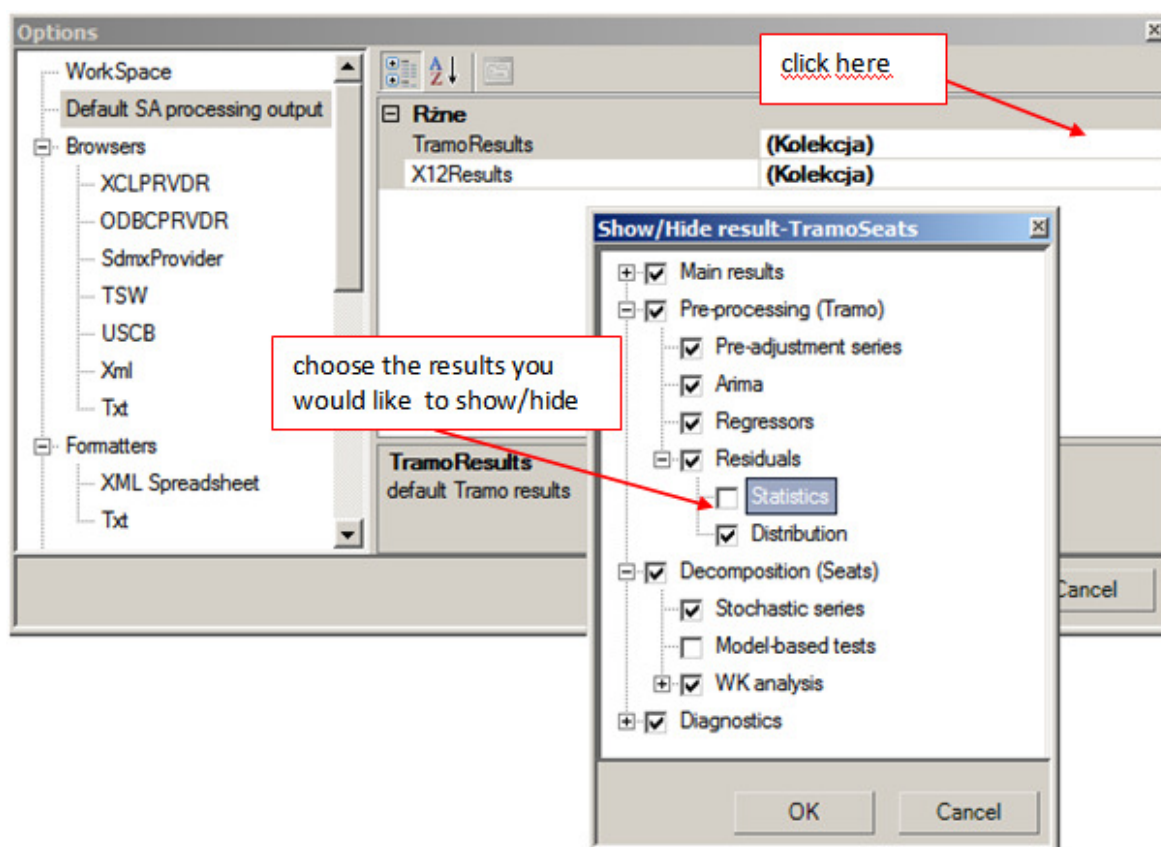 Options
WorkSpace
Default SA processing output
Browsers
XCLPRVDR
ODBCPRVDR
SdmxProvider
TSW
USCB
Xml
Txt
Formatters
XML Spreadsheet
Txt
click here
Rżne
TramoResults (Kolekcja)
X12Results (Kolekcja)
choose the results you
would like to show/hide
TramoResults
default Tramo results
Cancel
Show/Hide result-TramoSeats
Main results
Pre-processing (Tramo)
Pre-adjustment series
Arima
Regressors
Residuals
Statistics
Distribution
Decomposition (Seats)
Stochastic series
Model-based tests
WK analysis
Diagnostics
OK Cancel